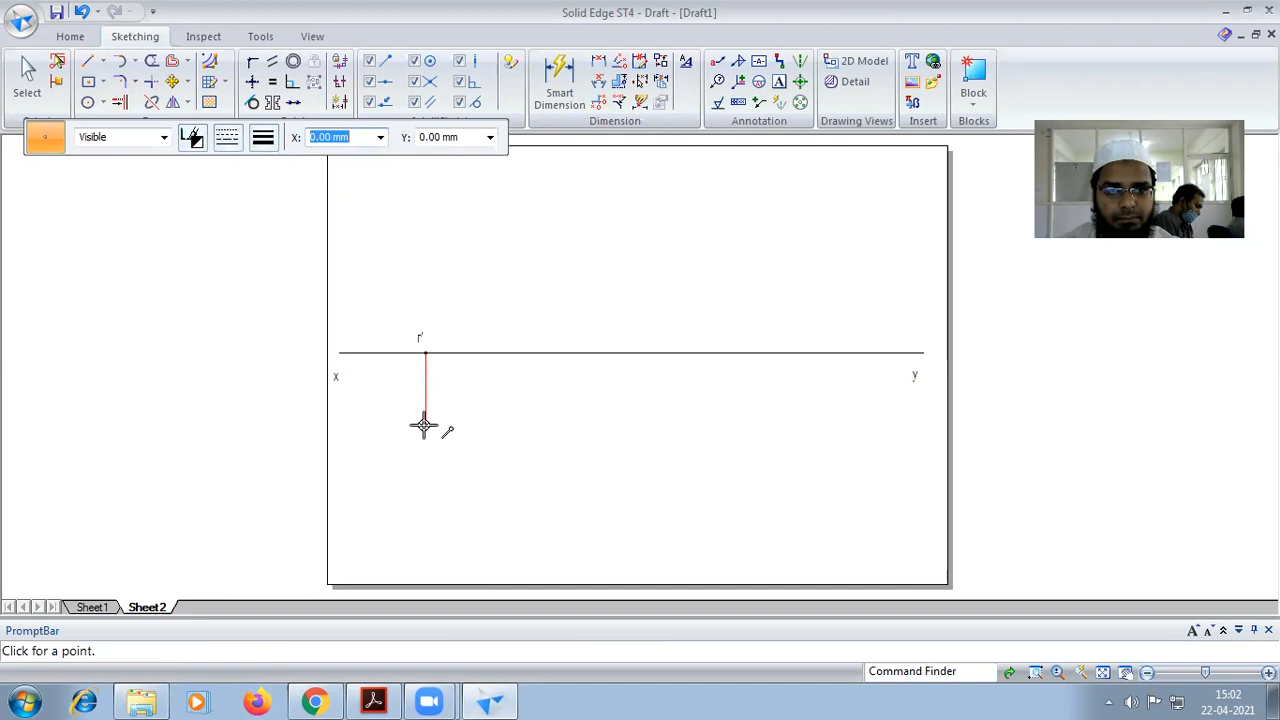 Solid Edge ST4 - Draft - [Draft1]
Home Sketching Inspect Tools View
Select
Smart Dimension
2D Model
Detail
Block
Dimension Annotation Drawing Views Insert Blocks
Visible X: 0.00 mm Y: 0.00 mm
r'
x y
Sheet1 Sheet2
PromptBar
Click for a point.
Command Finder
15:02
22-04-2021